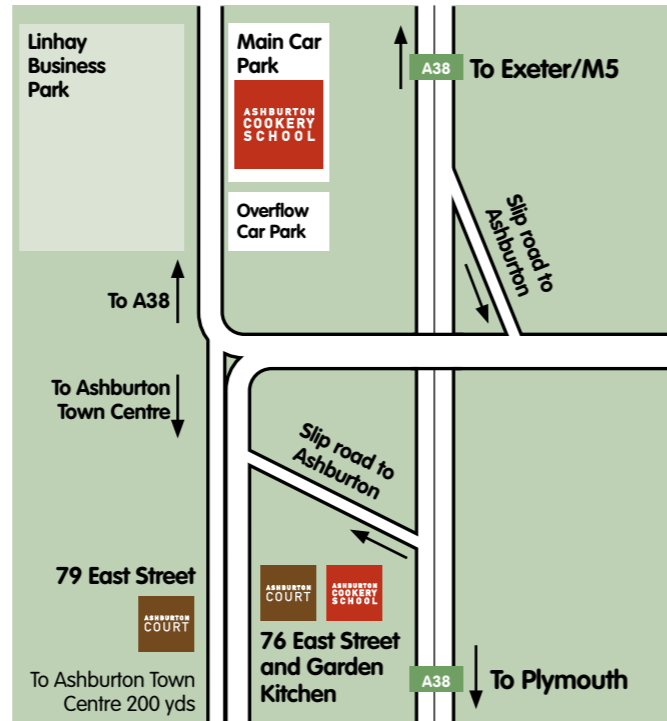 Linhay
Business
Park
Main Car
Park
ASHBURTON
COOKERY
SCHOOL
Overflow
Car Park
A38
To Exeter/M5
Slip road to
Ashburton
To A38
To Ashburton
Town Centre
Slip road to
Ashburton
79 East Street
ASHBURTON
COURT
To Ashburton Town
Centre 200 yds
ASHBURTON
COURT
ASHBURTON
COOKERY
SCHOOL
76 East Street
and Garden
Kitchen
A38
To Plymouth